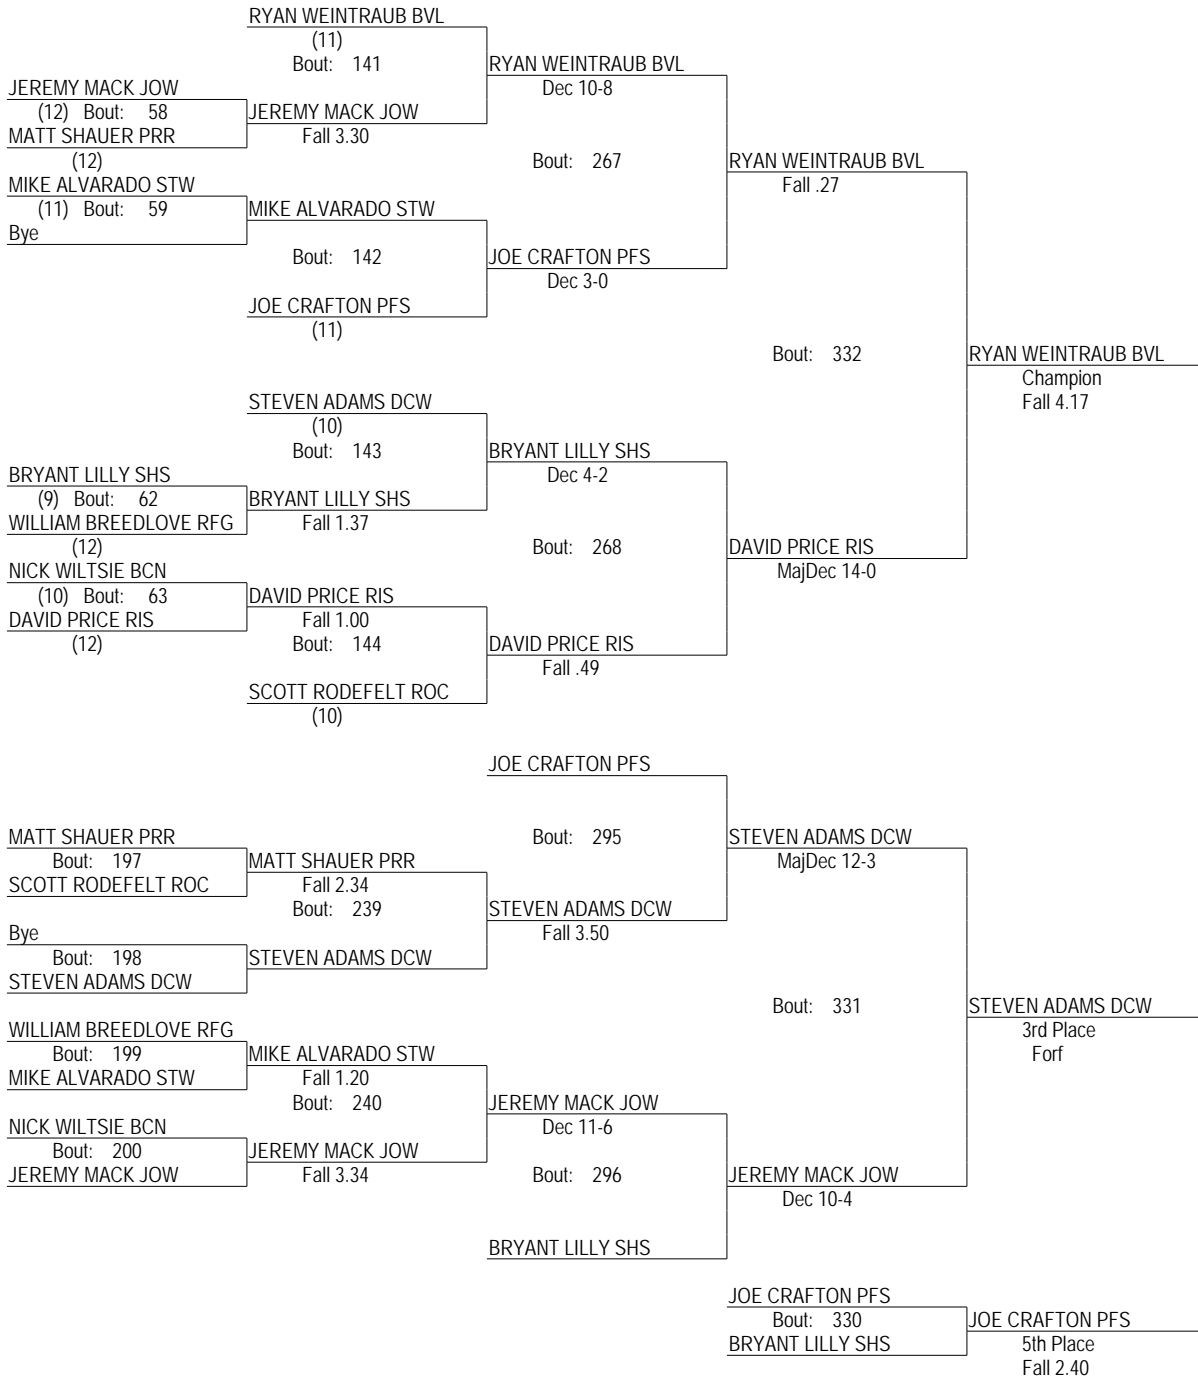 RYAN WEINTRAUB BVL
(11)
Bout: 141
RYAN WEINTRAUB BVL
Dec 10-8
JEREMY MACK JOW
(12) Bout: 58
JEREMY MACK JOW
MATT SHAUER PRR
Fall 3.30
(12)
Bout: 267
RYAN WEINTRAUB BVL
Fall .27
MIKE ALVARADO STW
(11) Bout: 59
MIKE ALVARADO STW
Bye
Bout: 142
JOE CRAFTON PFS
Dec 3-0
JOE CRAFTON PFS
(11)
Bout: 332
RYAN WEINTRAUB BVL
Champion
Fall 4.17
STEVEN ADAMS DCW
(10)
Bout: 143
BRYANT LILLY SHS
Dec 4-2
BRYANT LILLY SHS
(9) Bout: 62
BRYANT LILLY SHS
WILLIAM BREEDLOVE RFG
Fall 1.37
(12)
Bout: 268
DAVID PRICE RIS
MajDec 14-0
NICK WILTSIE BCN
(10) Bout: 63
DAVID PRICE RIS
DAVID PRICE RIS
Fall 1.00
(12)
Bout: 144
DAVID PRICE RIS
Fall .49
SCOTT RODEFELT ROC
(10)
JOE CRAFTON PFS
MATT SHAUER PRR
Bout: 295
STEVEN ADAMS DCW
MajDec 12-3
Bout: 197
MATT SHAUER PRR
SCOTT RODEFELT ROC
Fall 2.34
Bout: 239
STEVEN ADAMS DCW
Fall 3.50
Bye
Bout: 198
STEVEN ADAMS DCW
STEVEN ADAMS DCW
Bout: 331
STEVEN ADAMS DCW
3rd Place
Forf
WILLIAM BREEDLOVE RFG
Bout: 199
MIKE ALVARADO STW
MIKE ALVARADO STW
Fall 1.20
Bout: 240
JEREMY MACK JOW
Dec 11-6
NICK WILTSIE BCN
Bout: 200
JEREMY MACK JOW
JEREMY MACK JOW
Fall 3.34
Bout: 296
JEREMY MACK JOW
Dec 10-4
BRYANT LILLY SHS
JOE CRAFTON PFS
Bout: 330
JOE CRAFTON PFS
BRYANT LILLY SHS
5th Place
Fall 2.40